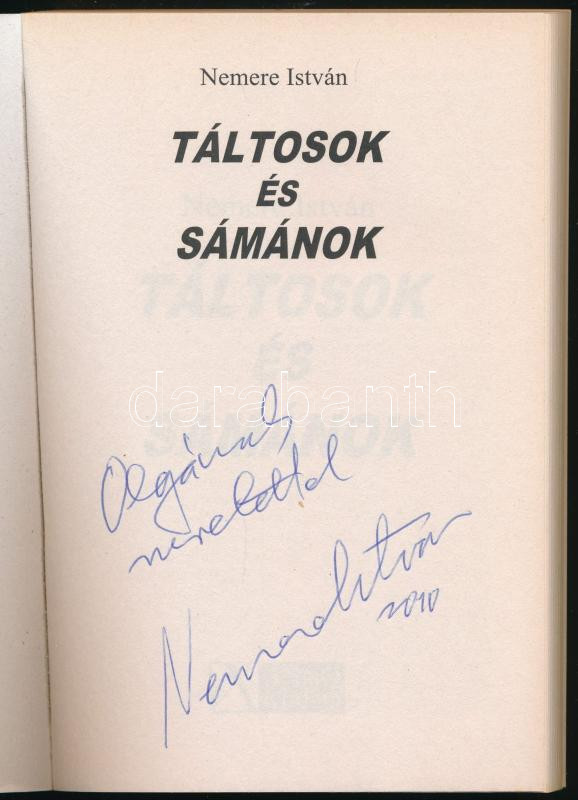 Nemere István
TÁLTOSOK
ÉS
SÁMÁNOK
darabanth
Olgának
szeretettel
Nemere István
2010